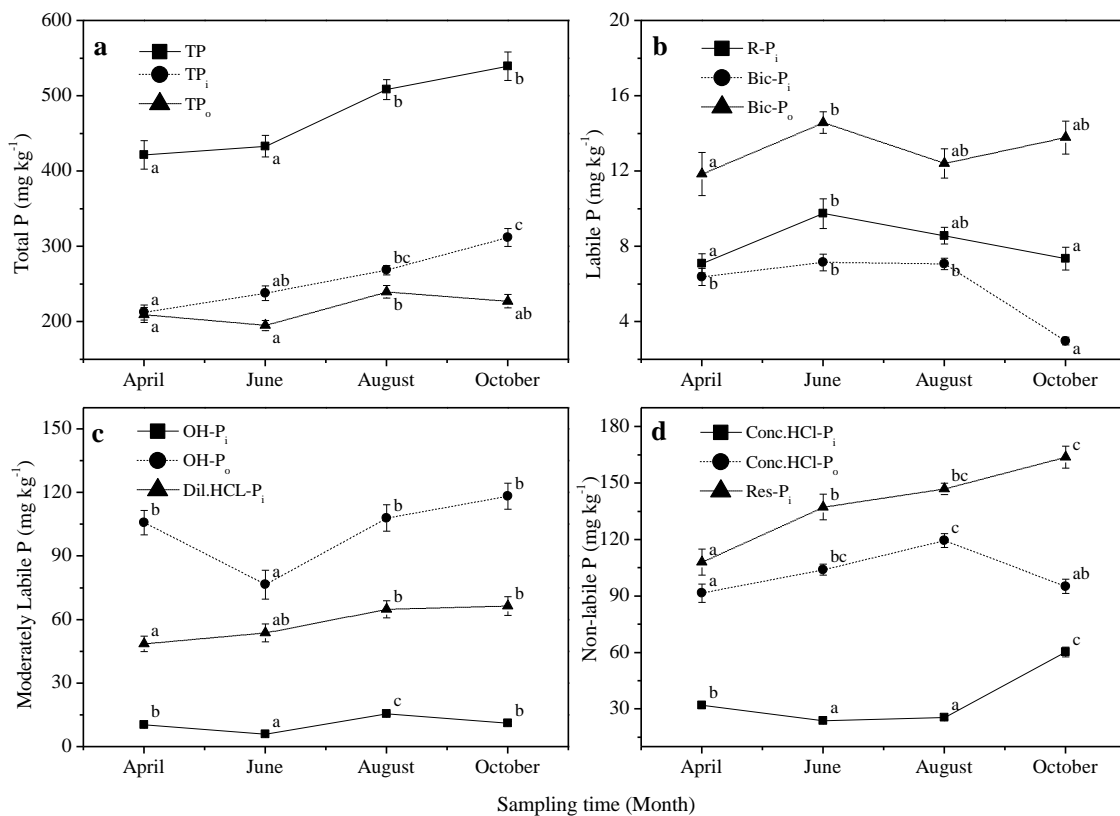 a
TP
TPi
TPo
Total P (mg kg-1)
600
500
400
300
200
a
a
b
b
a
ab
bc
c
a
a
b
ab
April
June
August
October
b
R-Pi
Bic-Pi
Bic-Po
Labile P (mg kg-1)
20
16
12
8
4
a
b
ab
ab
a
b
ab
a
b
b
b
a
April
June
August
October
c
OH-Pi
OH-Po
Dil.HCL-Pi
Moderately Labile P (mg kg-1)
150
120
90
60
30
0
b
a
b
b
a
ab
b
b
b
a
c
b
April
June
August
October
d
Conc.HCl-Pi
Conc.HCl-Po
Res-Pi
Non-labile P (mg kg-1)
180
150
120
90
60
30
a
b
bc
c
a
bc
c
ab
b
a
a
c
April
June
August
October
Sampling time (Month)